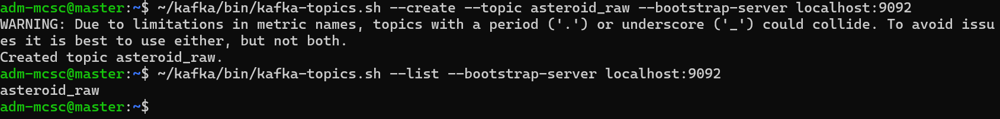 adm-mcsc@master:~$ ~/kafka/bin/kafka-topics.sh --create --topic asteroid_raw --bootstrap-server localhost:9092
WARNING: Due to limitations in metric names, topics with a period ('.') or underscore ('_') could collide. To avoid issu
es it is best to use either, but not both.
Created topic asteroid_raw.
adm-mcsc@master:~$ ~/kafka/bin/kafka-topics.sh --list --bootstrap-server localhost:9092
asteroid_raw
adm-mcsc@master:~$